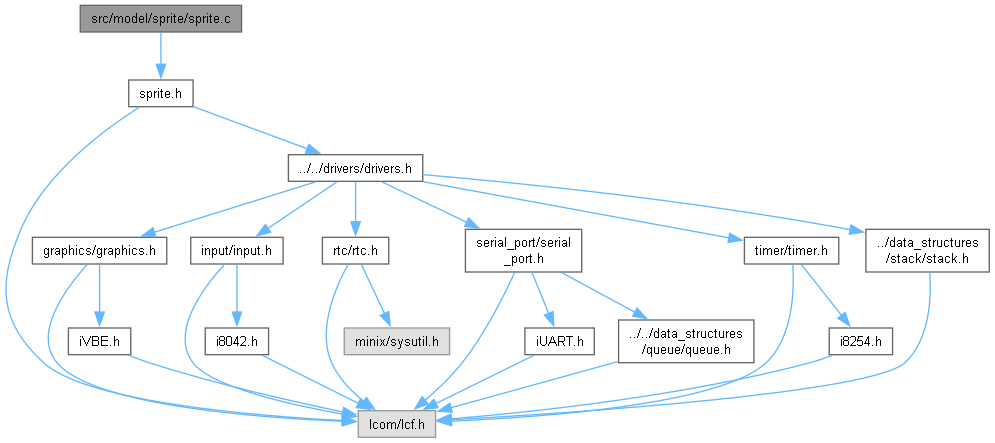 src/model/sprite/sprite.c
sprite.h
../../drivers/drivers.h
graphics/graphics.h
input/input.h
rtc/rtc.h
serial_port/serial
_port.h
timer/timer.h
../data_structures
/stack/stack.h
iVBE.h
i8042.h
minix/sysutil.h
iUART.h
../../data_structures
/queue/queue.h
i8254.h
lcom/lcf.h